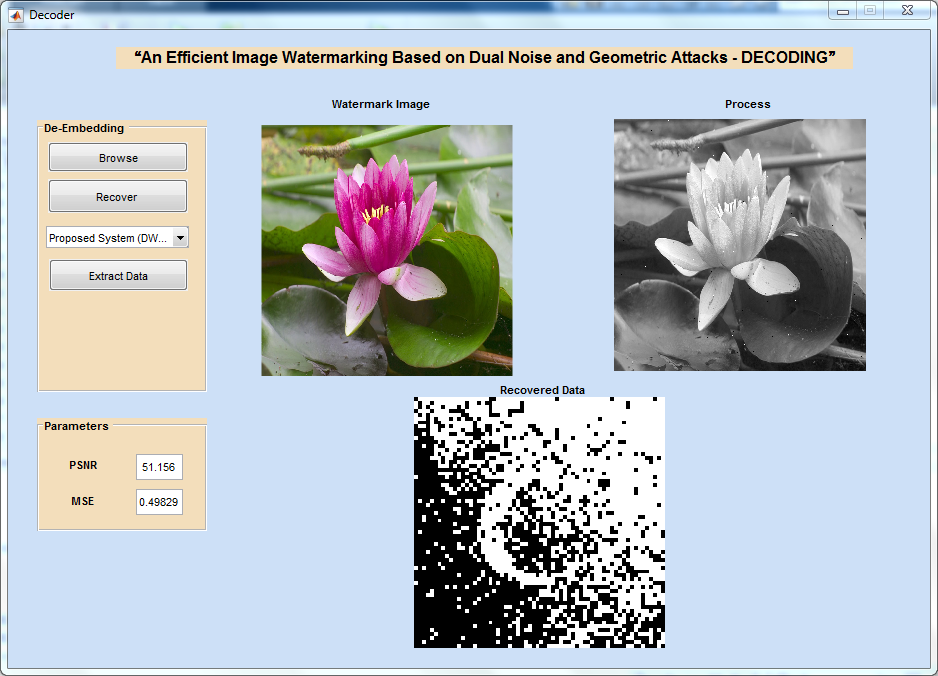 Decoder
“An Efficient Image Watermarking Based on Dual Noise and Geometric Attacks - DECODING”
Watermark Image
Process
De-Embedding
Browse
Recover
Proposed System (DW...
Extract Data
Recovered Data
Parameters
PSNR
51.156
MSE
0.49829